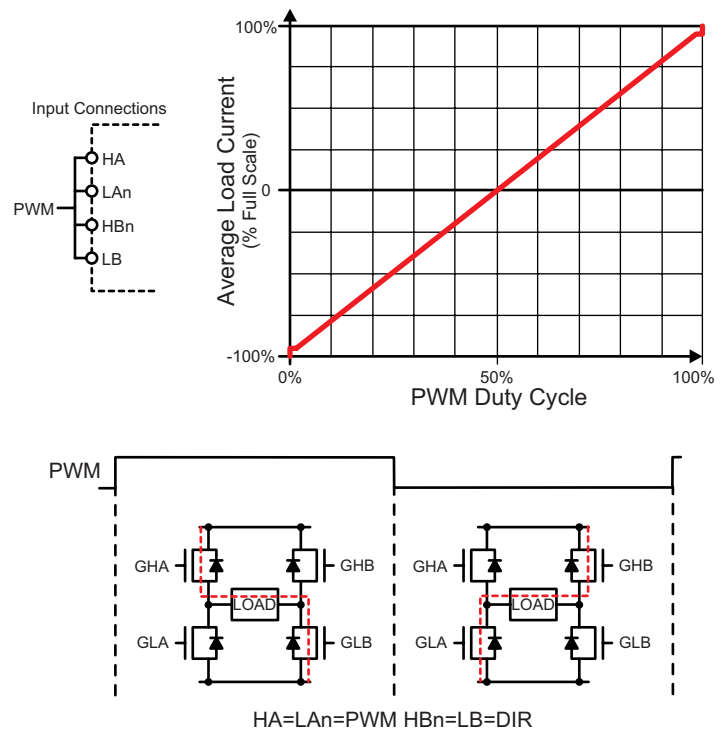 100%
Average Load Current
(% Full Scale)
0
-100%
0%
50%
100%
PWM Duty Cycle
Input Connections
PWM
HA
LAn
HBn
LB
PWM
GHA
GHB
LOAD
GLA
GLB
GHA
GHB
LOAD
GLA
GLB
HA=LAn=PWM HBn=LB=DIR